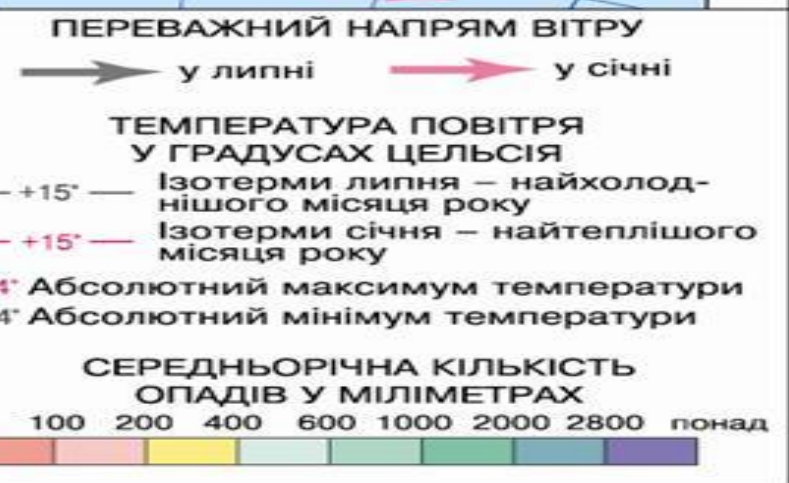 ПЕРЕВАЖНИЙ НАПРЯМ ВІТРУ
у липні у січні
ТЕМПЕРАТУРА ПОВІТРЯ
У ГРАДУСАХ ЦЕЛЬСІЯ
+15° Ізотерми липня – найхолод-
нішого місяця року
+15° Ізотерми січня – найтеплішого
місяця року
4° Абсолютний максимум температури
4° Абсолютний мінімум температури
СЕРЕДНЬОРІЧНА КІЛЬКІСТЬ
ОПАДІВ У МІЛІМЕТРАХ
100 200 400 600 1000 2000 2800 понад